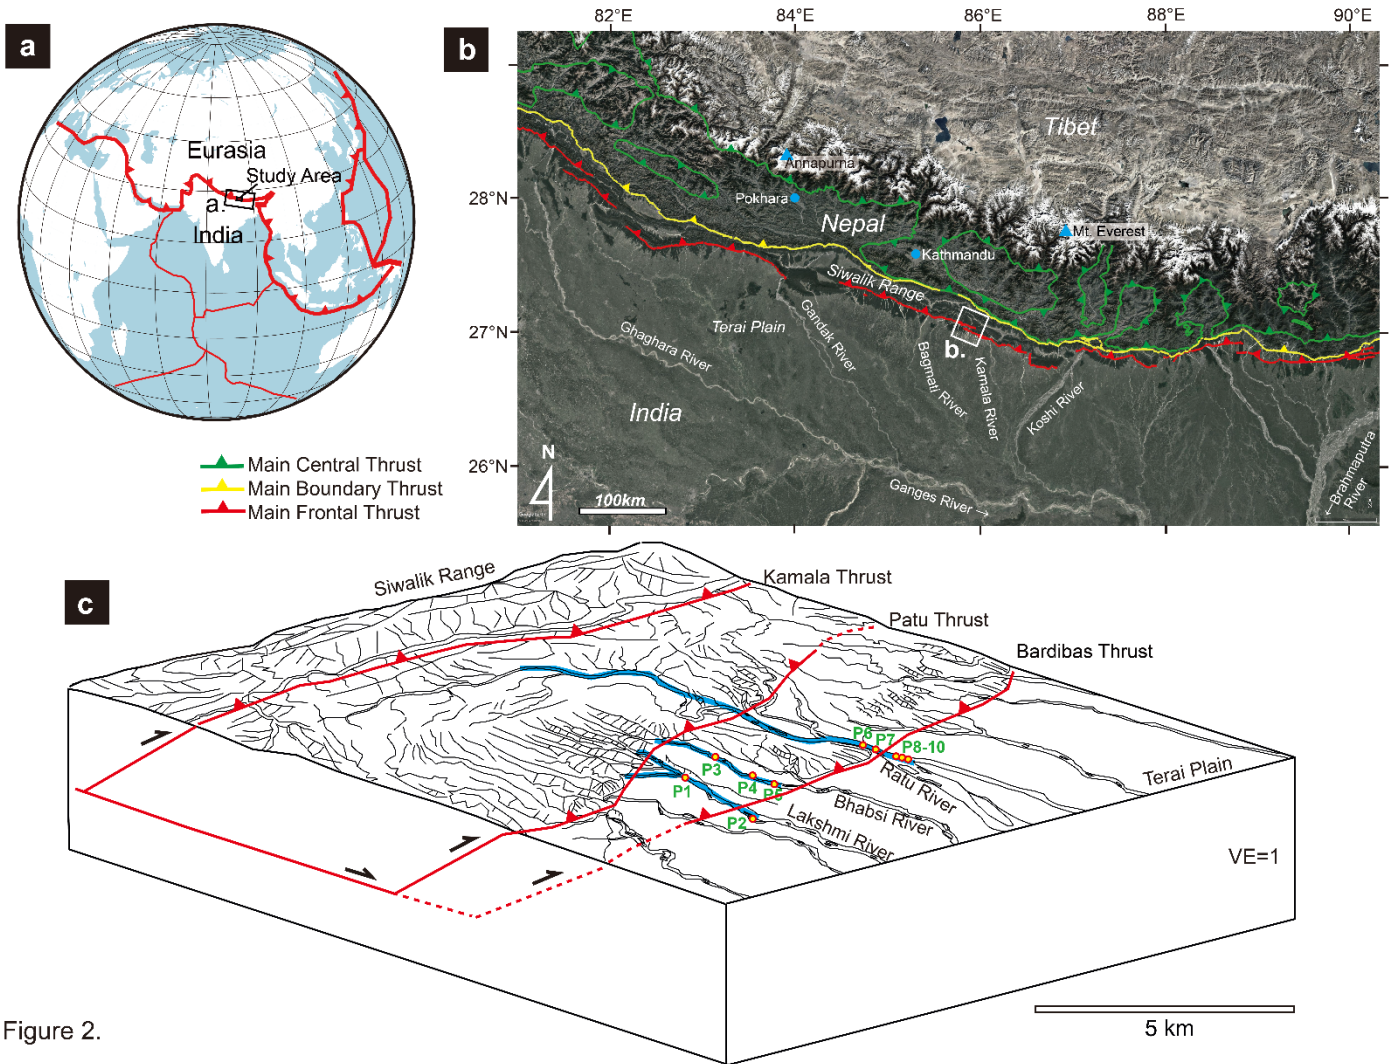 a
Eurasia
Study Area
a.
India
Main Central Thrust
Main Boundary Thrust
Main Frontal Thrust
b
82°E
84°E
86°E
88°E
90°E
28°N
27°N
26°N
Tibet
Annapurna
Pokhara
Nepal
Mt. Everest
Kathmandu
Siwalik Range
Terai Plain
Ghaghara River
Gandak River
Bagmati River
b.
Kamala River
Koshi River
India
Ganges River →
← Brahmaputra
River
N
100km
c
Siwalik Range
Kamala Thrust
Patu Thrust
Bardibas Thrust
P6
P7
P8-10
P3
P4
P5
P1
P2
Ratu River
Bhabsi River
Lakshmi River
Terai Plain
VE=1
5 km
Figure 2.